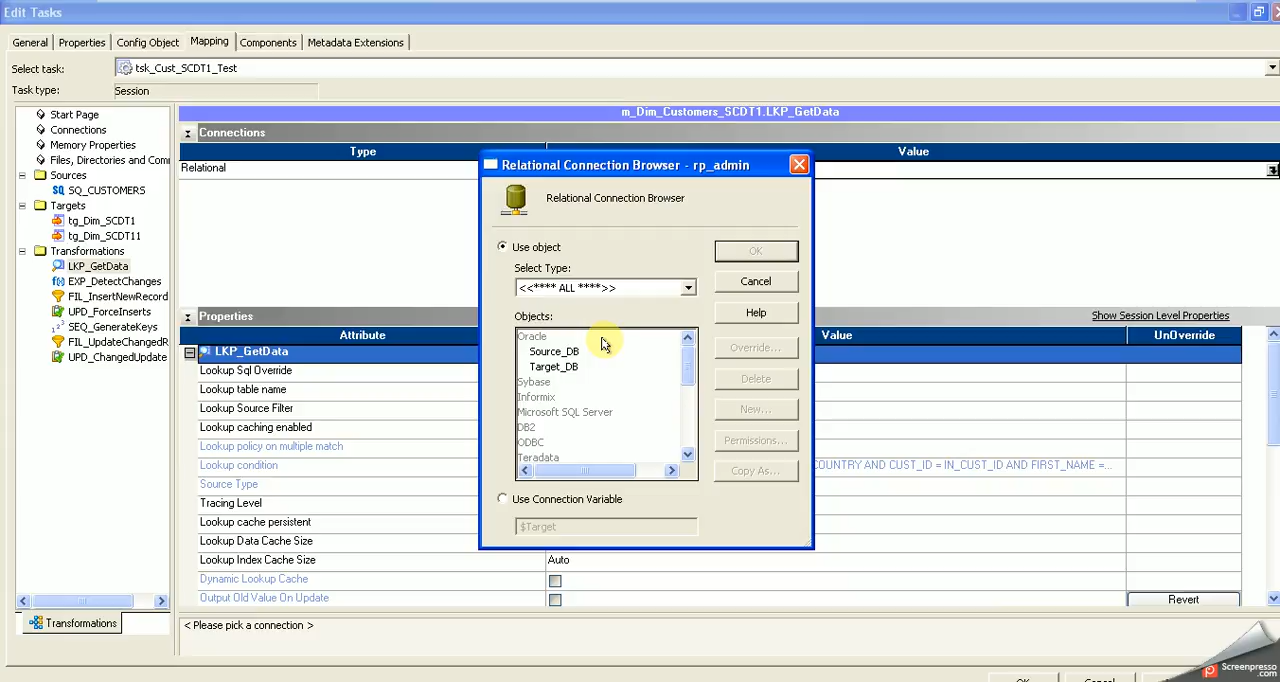 Edit Tasks
General
Properties
Config Object
Mapping
Components
Metadata Extensions
Select task:
tsk_Cust_SCDT1_Test
Task type:
Session
Start Page
Connections
Memory Properties
Files, Directories and Com
Sources
SQ_CUSTOMERS
Targets
tg_Dim_SCDT1
tg_Dim_SCDT11
Transformations
LKP_GetData
EXP_DetectChanges
FIL_InsertNewRecord
UPD_ForceInserts
SEQ_GenerateKeys
FIL_UpdateChangedR
UPD_ChangedUpdate
Transformations
m_Dim_Customers_SCDT1.LKP_GetData
Connections
Type
Value
Relational
Properties
Show Session Level Properties
Attribute
Value
UnOverride
LKP_GetData
Lookup Sql Override
Lookup table name
Lookup Source Filter
Lookup caching enabled
Lookup policy on multiple match
Lookup condition
COUNTRY AND CUST_ID = IN_CUST_ID AND FIRST_NAME =...
Source Type
Tracing Level
Lookup cache persistent
Lookup Data Cache Size
Lookup Index Cache Size
Auto
Dynamic Lookup Cache
Output Old Value On Update
Revert
< Please pick a connection >
Relational Connection Browser - rp_admin
Relational Connection Browser
Use object
Select Type:
<<**** ALL ****>>
Objects:
Oracle
Source_DB
Target_DB
Sybase
Informix
Microsoft SQL Server
DB2
ODBC
Teradata
Use Connection Variable
$Target
OK
Cancel
Help
Override...
Delete
New...
Permissions...
Copy As...
OK
Cancel
Screenpresso
.com